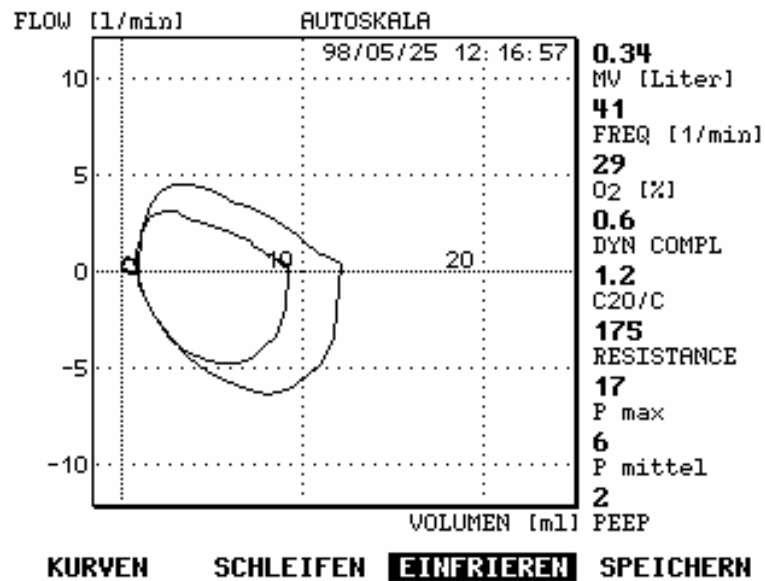 FLOW [l/min] AUTOSKALA
98/05/25 12:16:57
10
5
0
-5
-10
10
20
VOLUMEN [ml]
0.34
MV [Liter]
41
FREQ [1/min]
29
O2 [%]
0.6
DYN COMPL
1.2
C20/C
175
RESISTANCE
17
P max
6
P mittel
2
PEEP
KURVEN SCHLEIFEN EINFRIEREN SPEICHERN